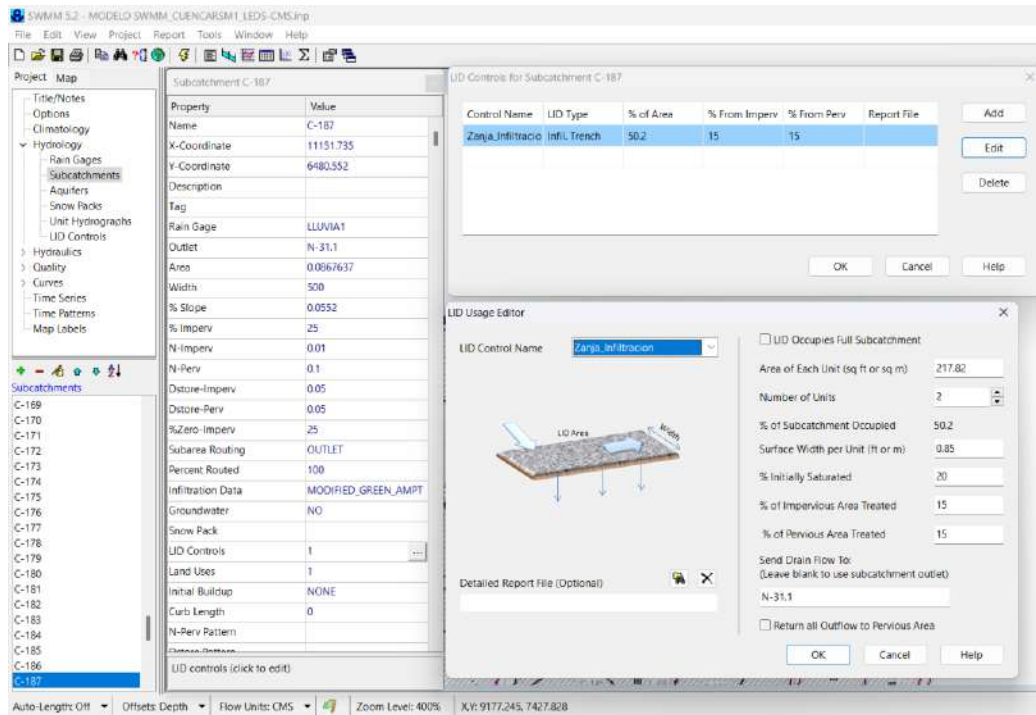 SWMM 5.2 - MODELO SWMM_CUENCARSM1_LEDS-CMS.inp
File Edit View Project Report Tools Window Help
Project Map
Title/Notes
Options
Climatology
Hydrology
Rain Gages
Subcatchments
Aquifers
Snow Packs
Unit Hydrographs
LID Controls
Hydraulics
Quality
Curves
Time Series
Time Patterns
Map Labels
Subcatchments
C-169
C-170
C-171
C-172
C-173
C-174
C-175
C-176
C-177
C-178
C-179
C-180
C-181
C-182
C-183
C-184
C-185
C-186
C-187
Subcatchment C-187
Property Value
Name C-187
X-Coordinate 11151.735
Y-Coordinate 6480.552
Description
Tag
Rain Gage LLUVIA1
Outlet N-31.1
Area 0.0867637
Width 500
% Slope 0.0552
% Imperv 25
N-Imperv 0.01
N-Perv 0.1
Dstore-Imperv 0.05
Dstore-Perv 0.05
%Zero-Imperv 25
Subarea Routing OUTLET
Percent Routed 100
Infiltration Data MODIFIED_GREEN_AMPT
Groundwater NO
Snow Pack
LID Controls 1 ...
Land Uses 1
Initial Buildup NONE
Curb Length 0
N-Perv Pattern
Dstore Pattern
LID controls (click to edit)
LID Controls for Subcatchment C-187
Control Name LID Type % of Area % From Imperv % From Perv Report File
Zanja_Infiltracio Infil. Trench 50.2 15 15
Add
Edit
Delete
OK Cancel Help
LID Usage Editor
LID Control Name Zanja_Infiltracion
LID Area
Width
Detailed Report File (Optional)
LID Occupies Full Subcatchment
Area of Each Unit (sq ft or sq m) 217.82
Number of Units 2
% of Subcatchment Occupied 50.2
Surface Width per Unit (ft or m) 0.85
% Initially Saturated 20
% of Impervious Area Treated 15
% of Pervious Area Treated 15
Send Drain Flow To:
(Leave blank to use subcatchment outlet)
N-31.1
Return all Outflow to Pervious Area
OK Cancel Help
Auto-Length: Off Offsets: Depth Flow Units: CMS Zoom Level: 400% X,Y: 9177.245, 7427.828